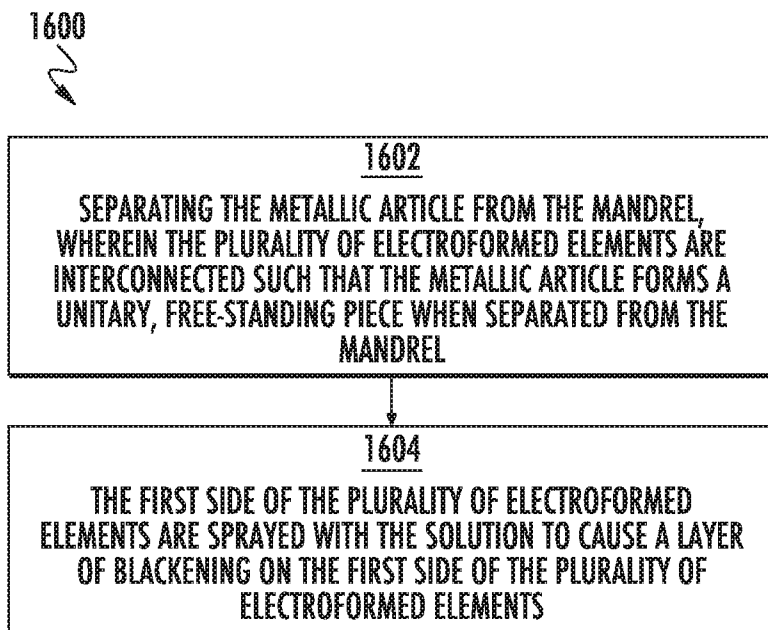 1600
1602
SEPARATING THE METALLIC ARTICLE FROM THE MANDREL,
WHEREIN THE PLURALITY OF ELECTROFORMED ELEMENTS ARE
INTERCONNECTED SUCH THAT THE METALLIC ARTICLE FORMS A
UNITARY, FREE-STANDING PIECE WHEN SEPARATED FROM THE
MANDREL
1604
THE FIRST SIDE OF THE PLURALITY OF ELECTROFORMED
ELEMENTS ARE SPRAYED WITH THE SOLUTION TO CAUSE A LAYER
OF BLACKENING ON THE FIRST SIDE OF THE PLURALITY OF
ELECTROFORMED ELEMENTS